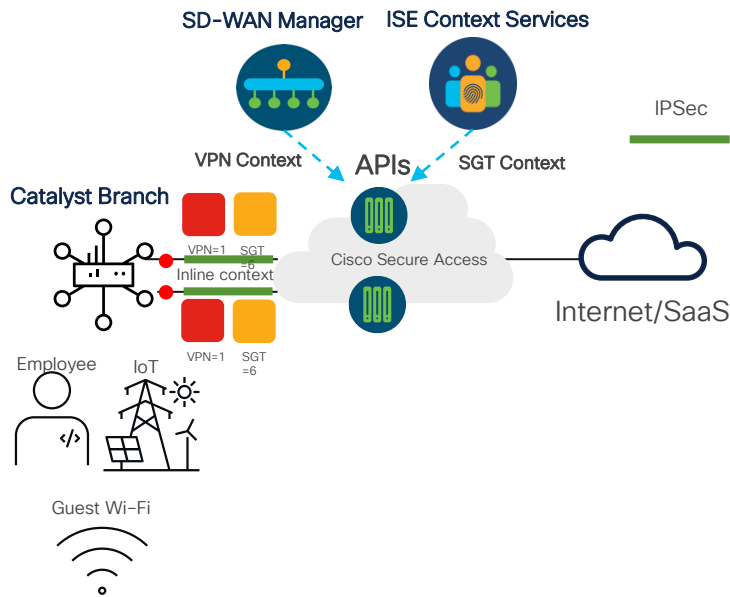 SD-WAN Manager
ISE Context Services
IPSec
VPN Context
APIs
SGT Context
Catalyst Branch
VPN=1
SGT
=6
Inline context
Cisco Secure Access
Internet/SaaS
VPN=1
SGT
=6
Employee
IoT
</>
Guest Wi-Fi